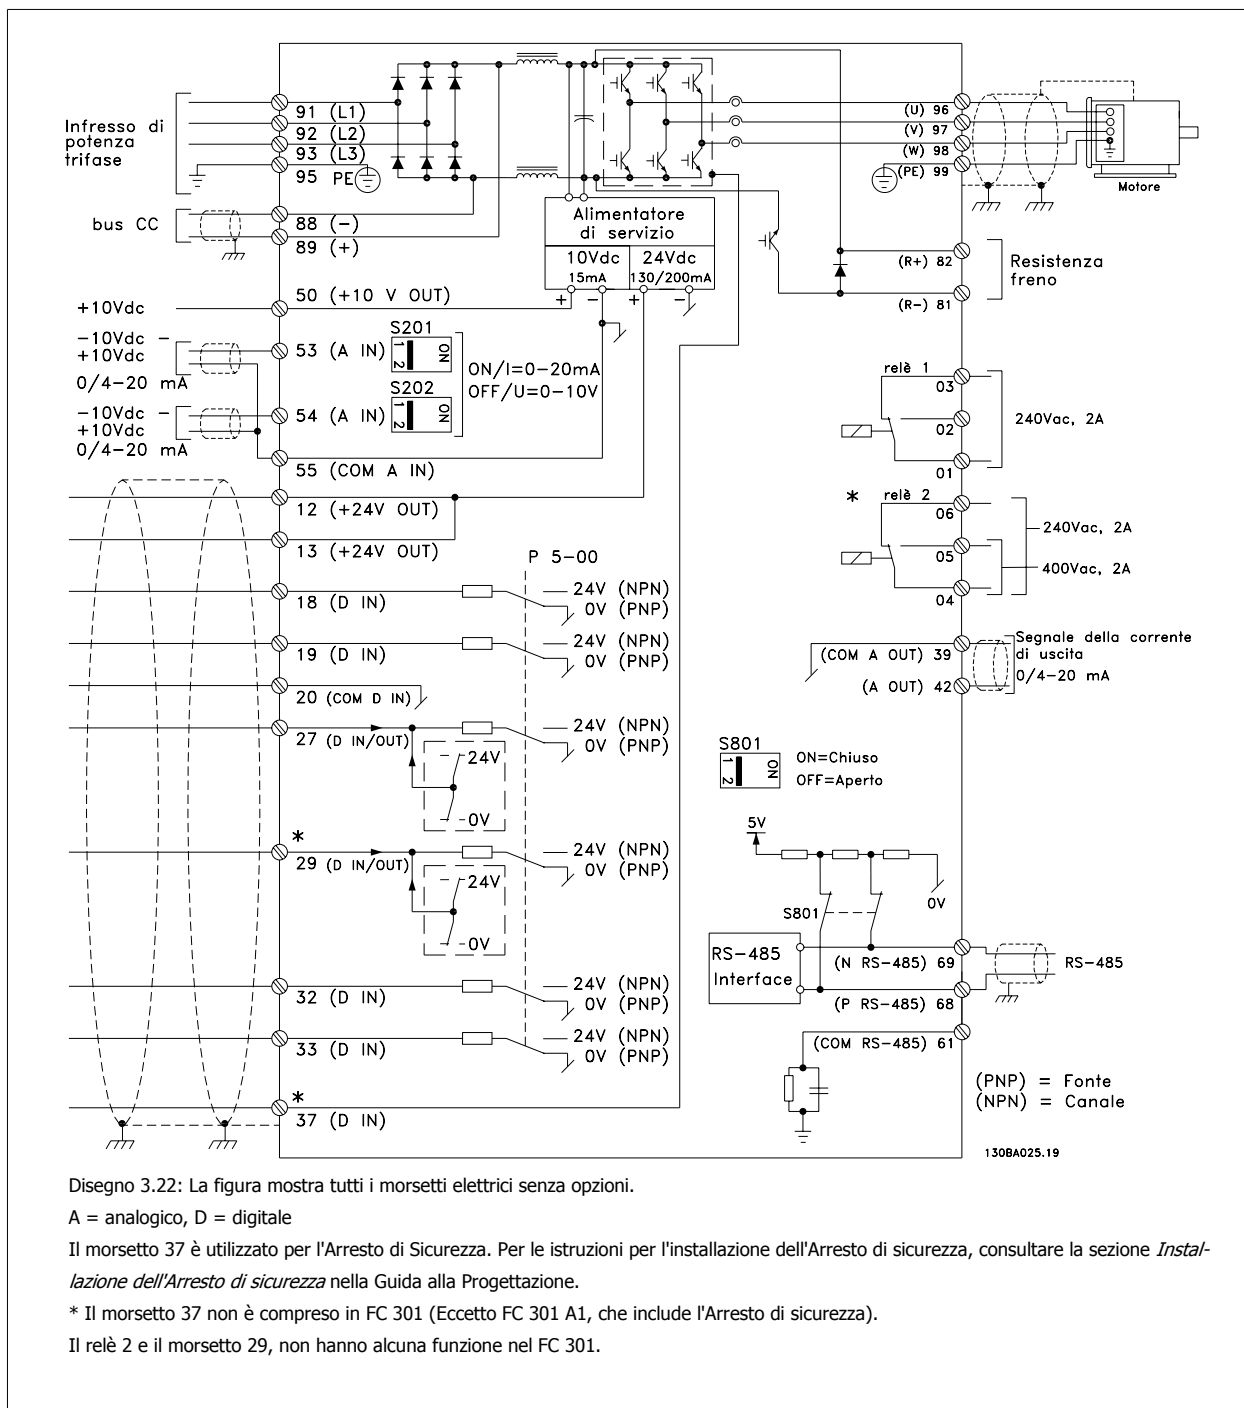 Infresso di
potenza
trifase
91 (L1)
92 (L2)
93 (L3)
95 PE
bus CC
88 (-)
89 (+)
(U) 96
(V) 97
(W) 98
(PE) 99
Motore
Alimentatore
di servizio
10Vdc
15mA
24Vdc
130/200mA
+ - + -
(R+) 82
(R-) 81
Resistenza
freno
+10Vdc
50 (+10 V OUT)
-10Vdc -
+10Vdc
0/4-20 mA
53 (A IN)
S201
1
2
ON
-10Vdc -
+10Vdc
0/4-20 mA
54 (A IN)
S202
1
2
ON
ON/I=0-20mA
OFF/U=0-10V
55 (COM A IN)
12 (+24V OUT)
13 (+24V OUT)
relè 1
03
02
01
240Vac, 2A
* relè 2
06
05
04
240Vac, 2A
400Vac, 2A
P 5-00
18 (D IN)
24V (NPN)
0V (PNP)
19 (D IN)
24V (NPN)
0V (PNP)
20 (COM D IN)
27 (D IN/OUT)
24V (NPN)
0V (PNP)
24V
0V
*
29 (D IN/OUT)
24V (NPN)
0V (PNP)
24V
0V
32 (D IN)
24V (NPN)
0V (PNP)
33 (D IN)
24V (NPN)
0V (PNP)
*
37 (D IN)
(COM A OUT) 39
(A OUT) 42
Segnale della corrente
di uscita
0/4-20 mA
S801
1
2
ON
ON=Chiuso
OFF=Aperto
5V
S801
0V
RS-485
Interface
(N RS-485) 69
(P RS-485) 68
RS-485
(COM RS-485) 61
(PNP) = Fonte
(NPN) = Canale
130BA025.19
Disegno 3.22: La figura mostra tutti i morsetti elettrici senza opzioni.
A = analogico, D = digitale
Il morsetto 37 è utilizzato per l'Arresto di Sicurezza. Per le istruzioni per l'installazione dell'Arresto di sicurezza, consultare la sezione Instal-
lazione dell'Arresto di sicurezza nella Guida alla Progettazione.
* Il morsetto 37 non è compreso in FC 301 (Eccetto FC 301 A1, che include l'Arresto di sicurezza).
Il relè 2 e il morsetto 29, non hanno alcuna funzione nel FC 301.